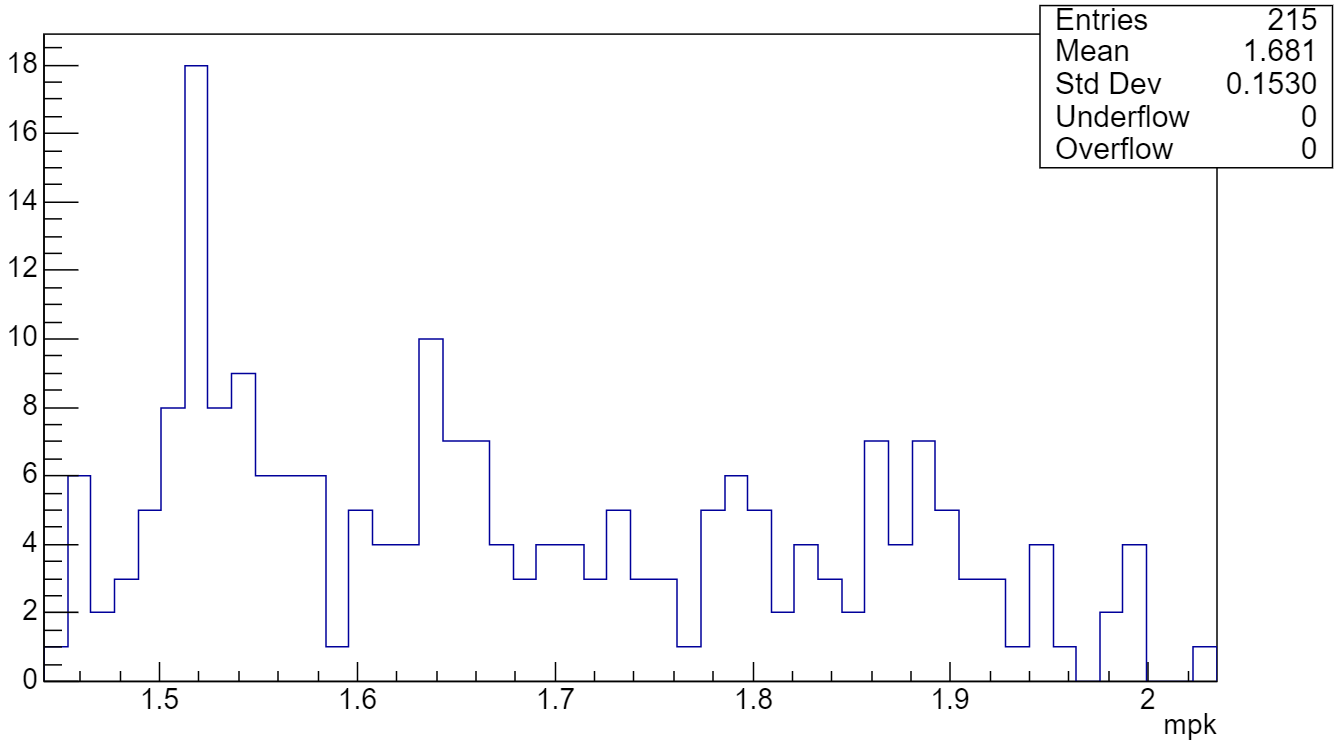 Entries 215
Mean 1.681
Std Dev 0.1530
Underflow 0
Overflow 0
18
16
14
12
10
8
6
4
2
0
1.5 1.6 1.7 1.8 1.9 2
mpk